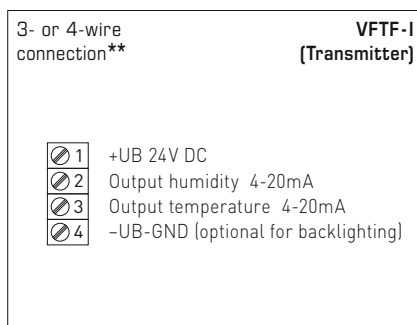 3- or 4-wire
connection**
VFTF-I
(Transmitter)
1 +UB 24V DC
2 Output humidity 4-20mA
3 Output temperature 4-20mA
4 –UB-GND (optional for backlighting)